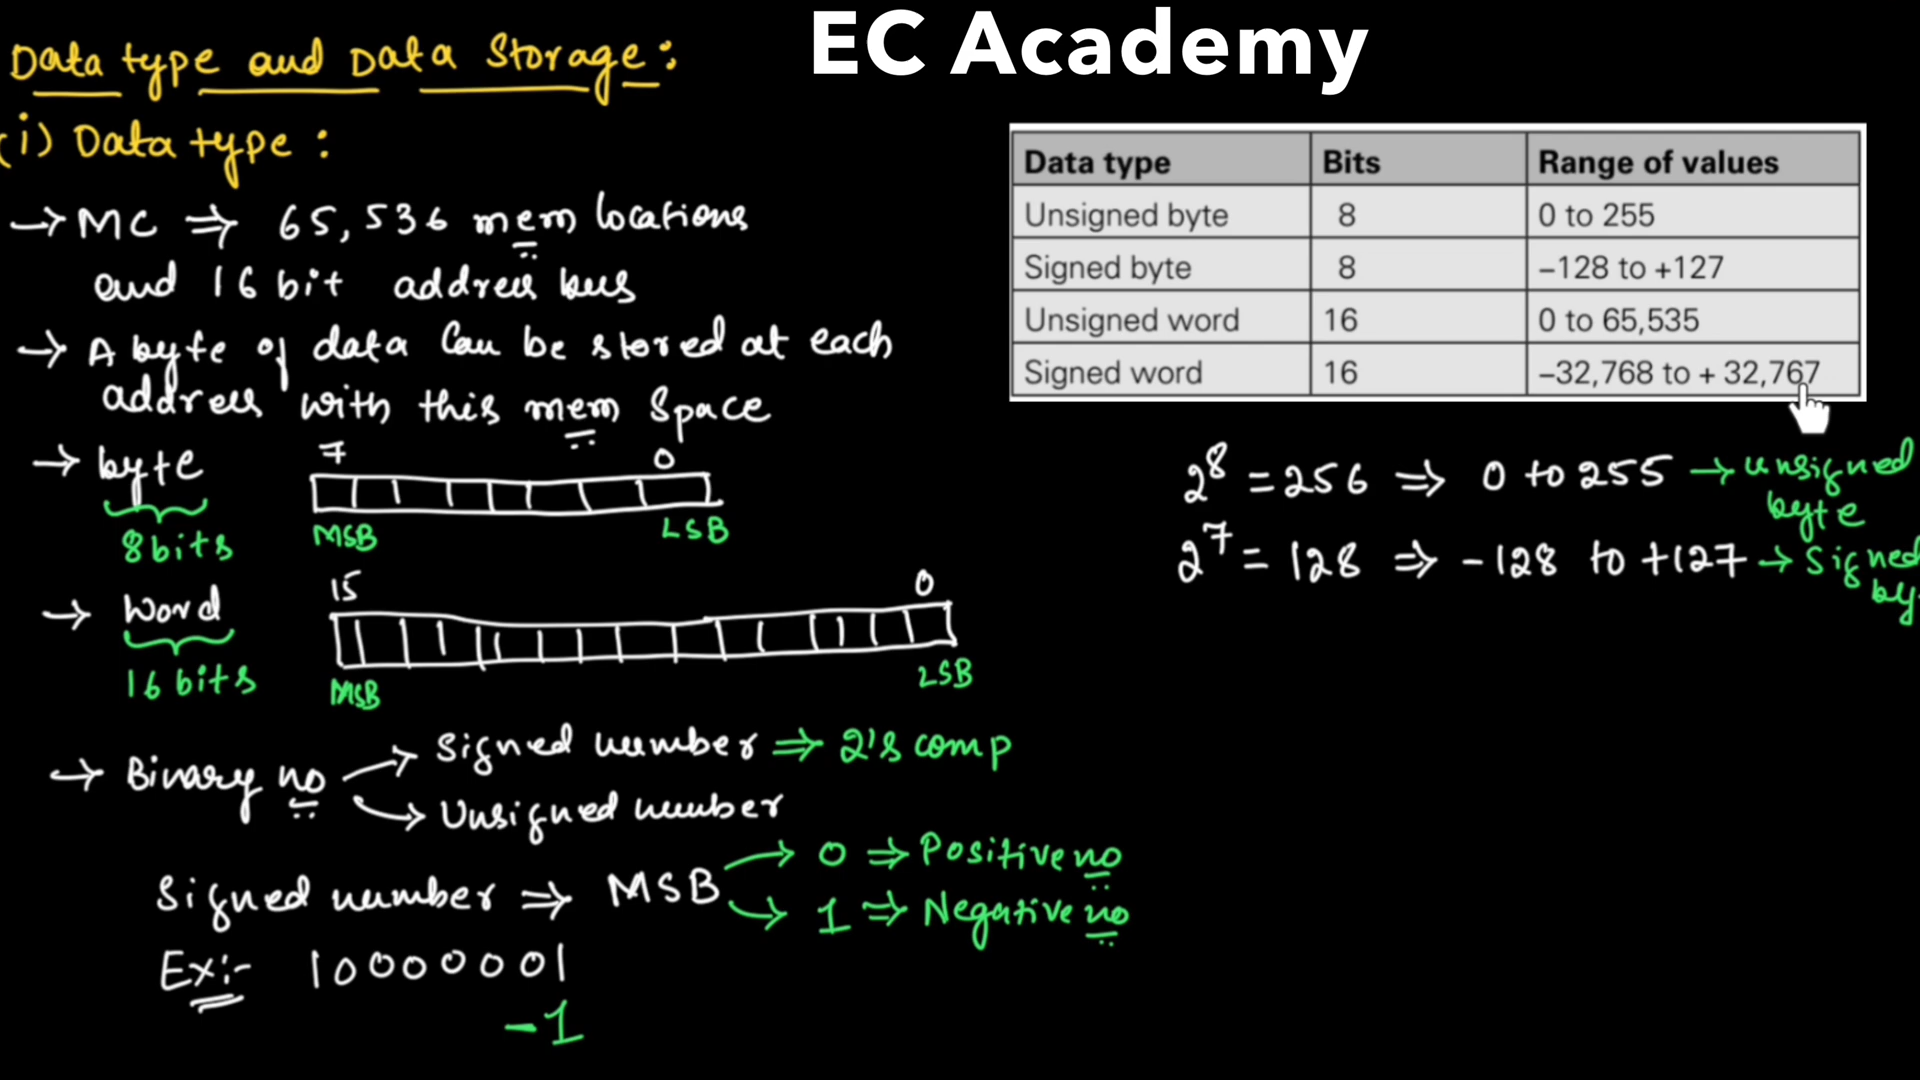 EC Academy
Data type and Data Storage:
(i) Data type:
→ MC ⇒ 65,536 mem locations
and 16 bit address bus
→ A byte of data can be stored at each
address with this mem space
→ byte
8 bits
7 0
MSB LSB
→ Word
16 bits
15 0
MSB LSB
→ Binary no → Signed number ⇒ 2's comp
→ Unsigned number
Signed number ⇒ MSB → 0 ⇒ Positive no
→ 1 ⇒ Negative no
Ex:- 10000001
-1
Data type Bits Range of values
Unsigned byte 8 0 to 255
Signed byte 8 –128 to +127
Unsigned word 16 0 to 65,535
Signed word 16 –32,768 to + 32,767
2^8 = 256 ⇒ 0 to 255 → unsigned
byte
2^7 = 128 ⇒ -128 to +127 → Signed
by